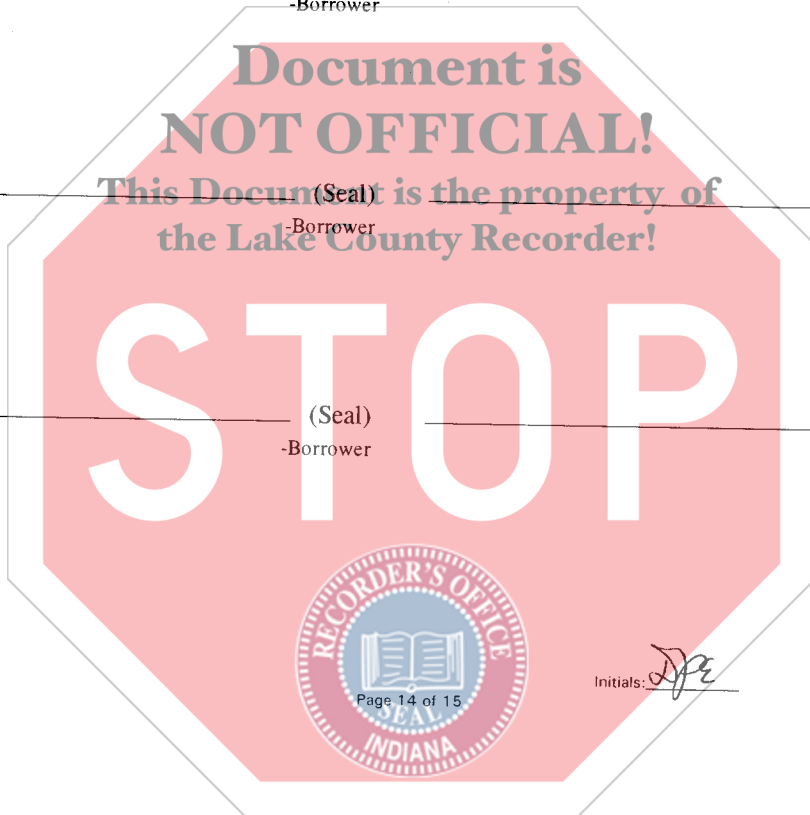 -Borrower
Document is
NOT OFFICIAL!
This Document is the property of
the Lake County Recorder!
(Seal)
-Borrower
STOP
(Seal)
-Borrower
RECORDER'S OFFICE
SEAL
INDIANA
Page 14 of 15
Initials: DPE